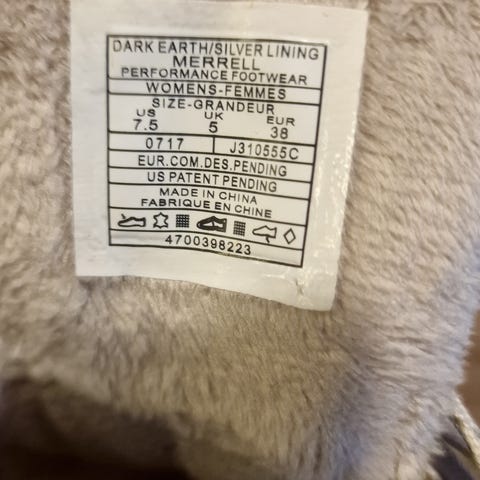 DARK EARTH/SILVER LINING
MERRELL
PERFORMANCE FOOTWEAR
WOMENS-FEMMES
SIZE-GRANDEUR
US UK EUR
7.5 5 38
0717 J310555C
EUR.COM.DES.PENDING
US PATENT PENDING
MADE IN CHINA
FABRIQUE EN CHINE
4700398223